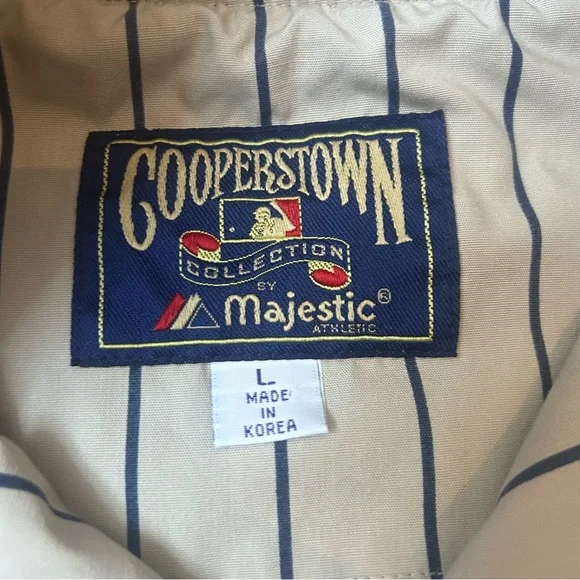 COOPERSTOWN
COLLECTION
BY
Majestic®
ATHLETIC
L
MADE
IN
KOREA